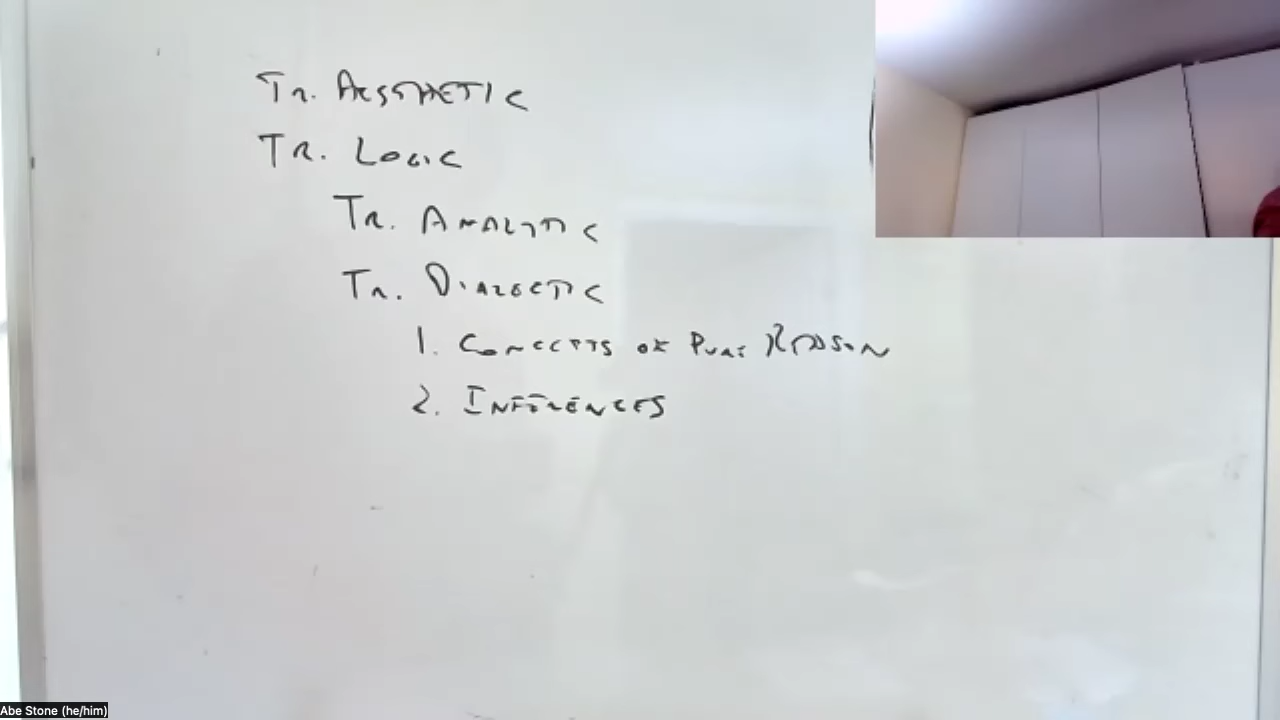 Tr. AESTHETIC
TR. LOGIC
Tr. ANALYTIC
Tr. DIALECTIC
1. CONCEPTS OF PURE REASON
2. INFERENCES
Abe Stone (he/him)